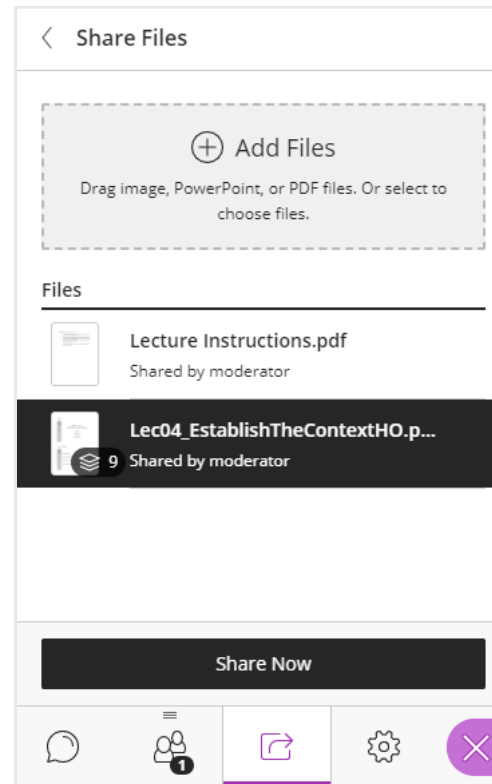 Share Files
Add Files
Drag image, PowerPoint, or PDF files. Or select to
choose files.
Files
Lecture Instructions.pdf
Shared by moderator
Lec04_EstablishTheContextHO.p...
9 Shared by moderator
Share Now
1